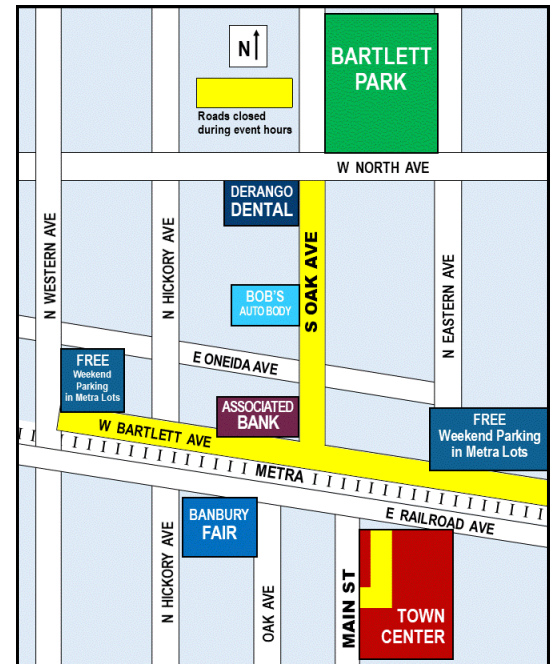 N
BARTLETT
PARK
Roads closed
during event hours
W NORTH AVE
DERANGO
DENTAL
N WESTERN AVE
N HICKORY AVE
S OAK AVE
N EASTERN AVE
BOB'S
AUTO BODY
E ONEIDA AVE
FREE
Weekend
Parking
in Metra Lots
ASSOCIATED
BANK
FREE
Weekend Parking
in Metra Lots
W BARTLETT AVE
METRA
E RAILROAD AVE
BANBURY
FAIR
N HICKORY AVE
OAK AVE
MAIN ST
TOWN
CENTER